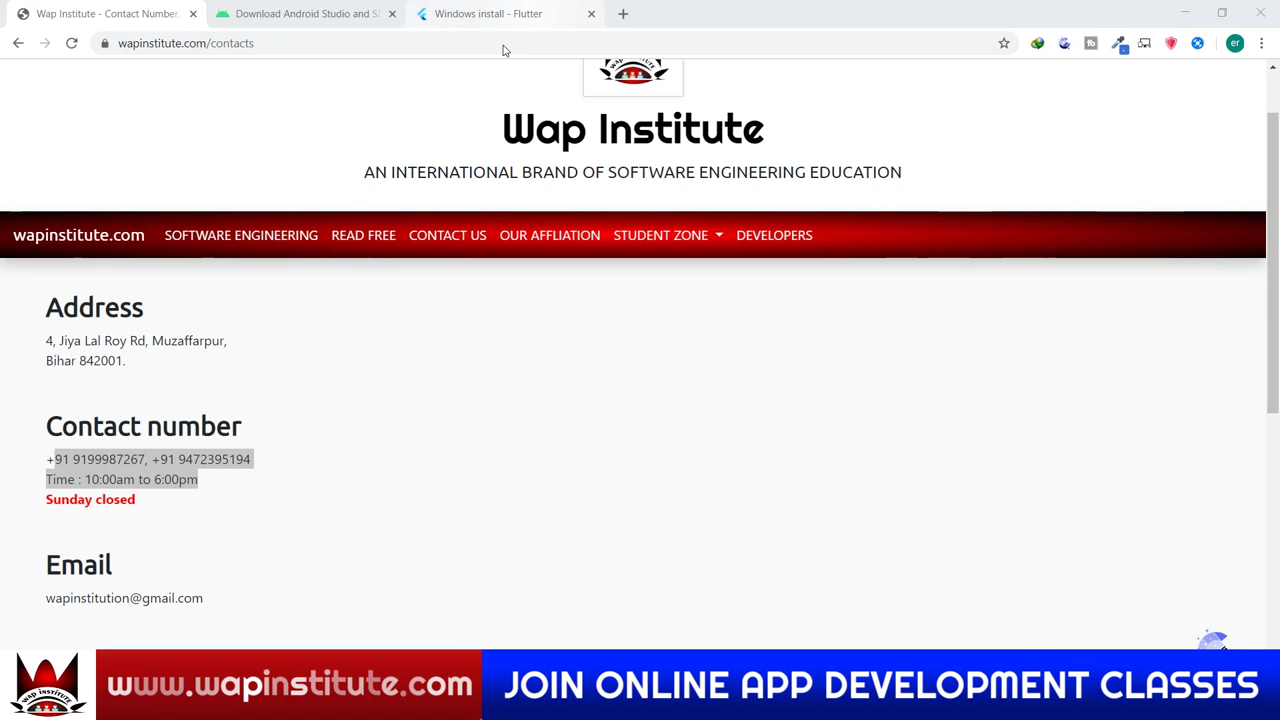 Wap Institute - Contact Number,
Download Android Studio and S
Windows install - Flutter
wapinstitute.com/contacts
er
Wap Institute
AN INTERNATIONAL BRAND OF SOFTWARE ENGINEERING EDUCATION
wapinstitute.com SOFTWARE ENGINEERING READ FREE CONTACT US OUR AFFLIATION STUDENT ZONE DEVELOPERS
Address
4, Jiya Lal Roy Rd, Muzaffarpur,
Bihar 842001.
Contact number
+91 9199987267, +91 9472395194
Time : 10:00am to 6:00pm
Sunday closed
Email
wapinstitution@gmail.com
WAP INSTITUTE
www.wapinstitute.com
JOIN ONLINE APP DEVELOPMENT CLASSES